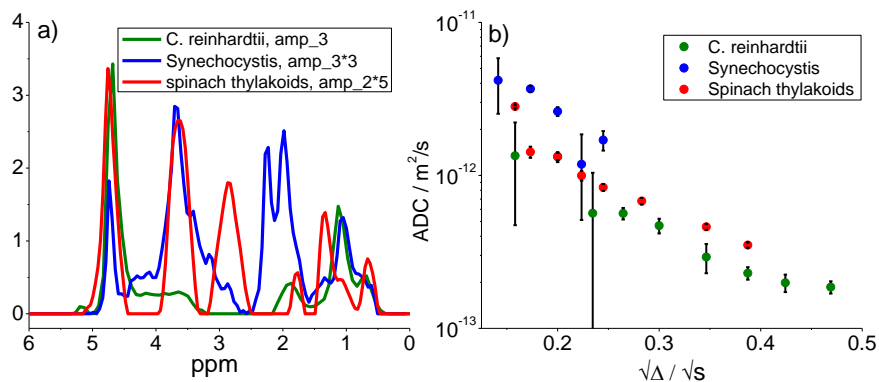 a)
C. reinhardtii, amp_3
Synechocystis, amp_3*3
spinach thylakoids, amp_2*5
4
3
2
1
0
6 5 4 3 2 1 0
ppm
b)
C. reinhardtii
Synechocystis
Spinach thylakoids
ADC / m²/s
10⁻¹¹
10⁻¹²
10⁻¹³
0.2 0.3 0.4 0.5
√Δ / √s